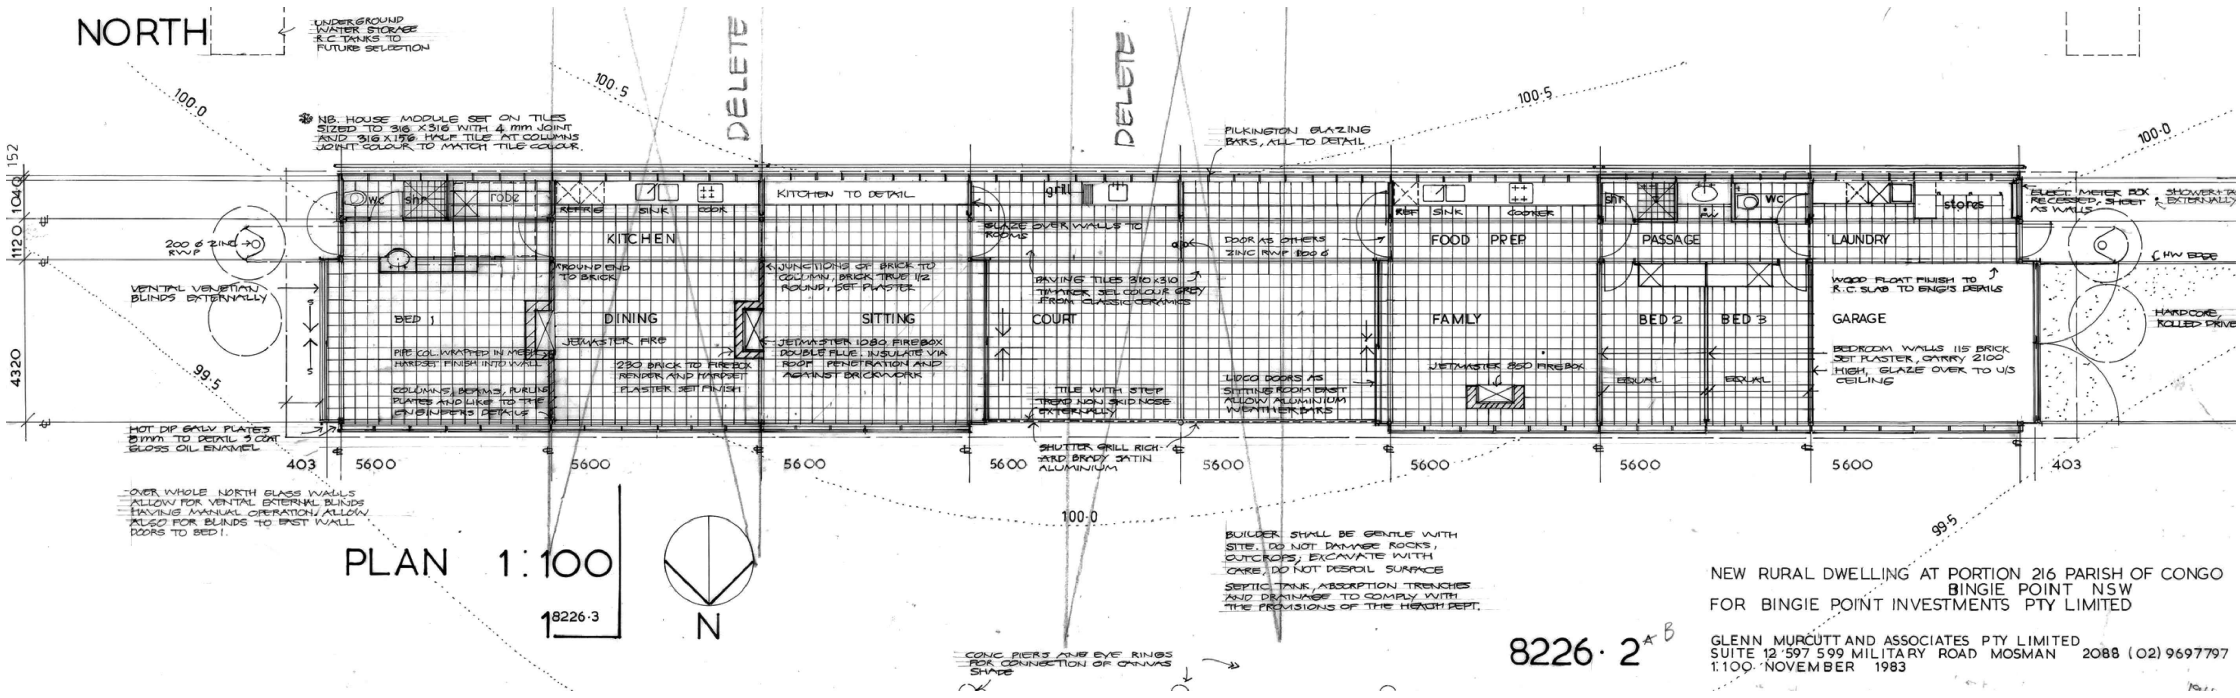 NORTH
UNDERGROUND
WATER STORAGE
R.C TANKS TO
FUTURE SELECTION
DELETE
DELETE
100·0
100·5
100·5
100·0
NB. HOUSE MODULE SET ON TILES
SIZED TO 316 X 316 WITH 4 mm JOINT
AND 316 X 156 HALF TILE AT COLUMNS
JOINT COLOUR TO MATCH TILE COLOUR.
PILKINGTON GLAZING
BARS, ALL TO DETAIL
152
1040
1120
4320
WC
shr
robe
REFRIG
SINK
COOK
KITCHEN TO DETAIL
grill
REF
SINK
COOKER
shr
WC
stores
ELECT. METER BOX
RECESSED, SHEET
AS WALLS
SHOWER + TA
EXTERNALLY
GLAZE OVER WALLS TO
ROOMS
200 ø ZINC
RWP
KITCHEN
DOOR AS OTHERS
ZINC RWP 100 ø
FOOD PREP
PASSAGE
LAUNDRY
HW EDGE
ROUND END
TO BRICK
JUNCTIONS OF BRICK TO
COLUMN, BRICK TRUE 1/2
ROUND, SET PLASTER
PAVING TILES 310 x 310
SEL COLOUR GREY
FROM CLASSIC CERAMICS
WOOD FLOAT FINISH TO
R.C. SLAB TO ENG'S DETAILS
VENTAL VENETIAN
BLINDS EXTERNALLY
BED 1
DINING
SITTING
COURT
FAMILY
BED 2
BED 3
GARAGE
HARDCORE,
ROLLED DRIVE
JETMASTER FIRE
PIPE COL. WRAPPED IN MESH
HARDSET FINISH INTO WALL
230 BRICK TO FIREBOX
RENDER AND HARDSET
PLASTER SET FINISH
JETMASTER 1080 FIREBOX
DOUBLE FLUE. INSULATE VIA
ROOF PENETRATION AND
AGAINST BRICKWORK
JETMASTER 850 FIREBOX
BEDROOM WALLS 115 BRICK
SET PLASTER, CARRY 2100
HIGH, GLAZE OVER TO U/S
CEILING
COLUMNS, BEAMS, PURLINS
PLATES AND LIKE TO THE
ENGINEERS DETAILS
TILE WITH STEP
TREAD NON SKID NOSE
EXTERNALLY
LIDCO DOORS AS
SITTING ROOM EAST
ALLOW ALUMINIUM
WEATHERBARS
EQUAL
EQUAL
99·5
HOT DIP GALV PLATES
8mm TO DETAIL 3 COAT
GLOSS OIL ENAMEL
SHUTTER GRILL RICH-
ARD BRADY SATIN
ALUMINIUM
403
5600
5600
5600
5600
5600
5600
5600
5600
403
OVER WHOLE NORTH GLASS WALLS
ALLOW FOR VENTAL EXTERNAL BLINDS
HAVING MANUAL OPERATION, ALLOW
ALSO FOR BLINDS TO EAST WALL
DOORS TO BED 1.
100·0
99·5
PLAN 1:100
8226·3
1
N
BUILDER SHALL BE GENTLE WITH
SITE. DO NOT DAMAGE ROCKS,
OUTCROPS; EXCAVATE WITH
CARE, DO NOT DESPOIL SURFACE
SEPTIC TANK, ABSORPTION TRENCHES
AND DRAINAGE TO COMPLY WITH
THE PROVISIONS OF THE HEALTH DEPT.
CONC PIERS AND EYE RINGS
FOR CONNECTION OF CANVAS
SHADE
8226·2 A B
NEW RURAL DWELLING AT PORTION 216 PARISH OF CONGO
BINGIE POINT NSW
FOR BINGIE POINT INVESTMENTS PTY LIMITED
GLENN MURCUTT AND ASSOCIATES PTY LIMITED
SUITE 12 597 599 MILITARY ROAD MOSMAN 2088 (02) 9697797
1:100 NOVEMBER 1983